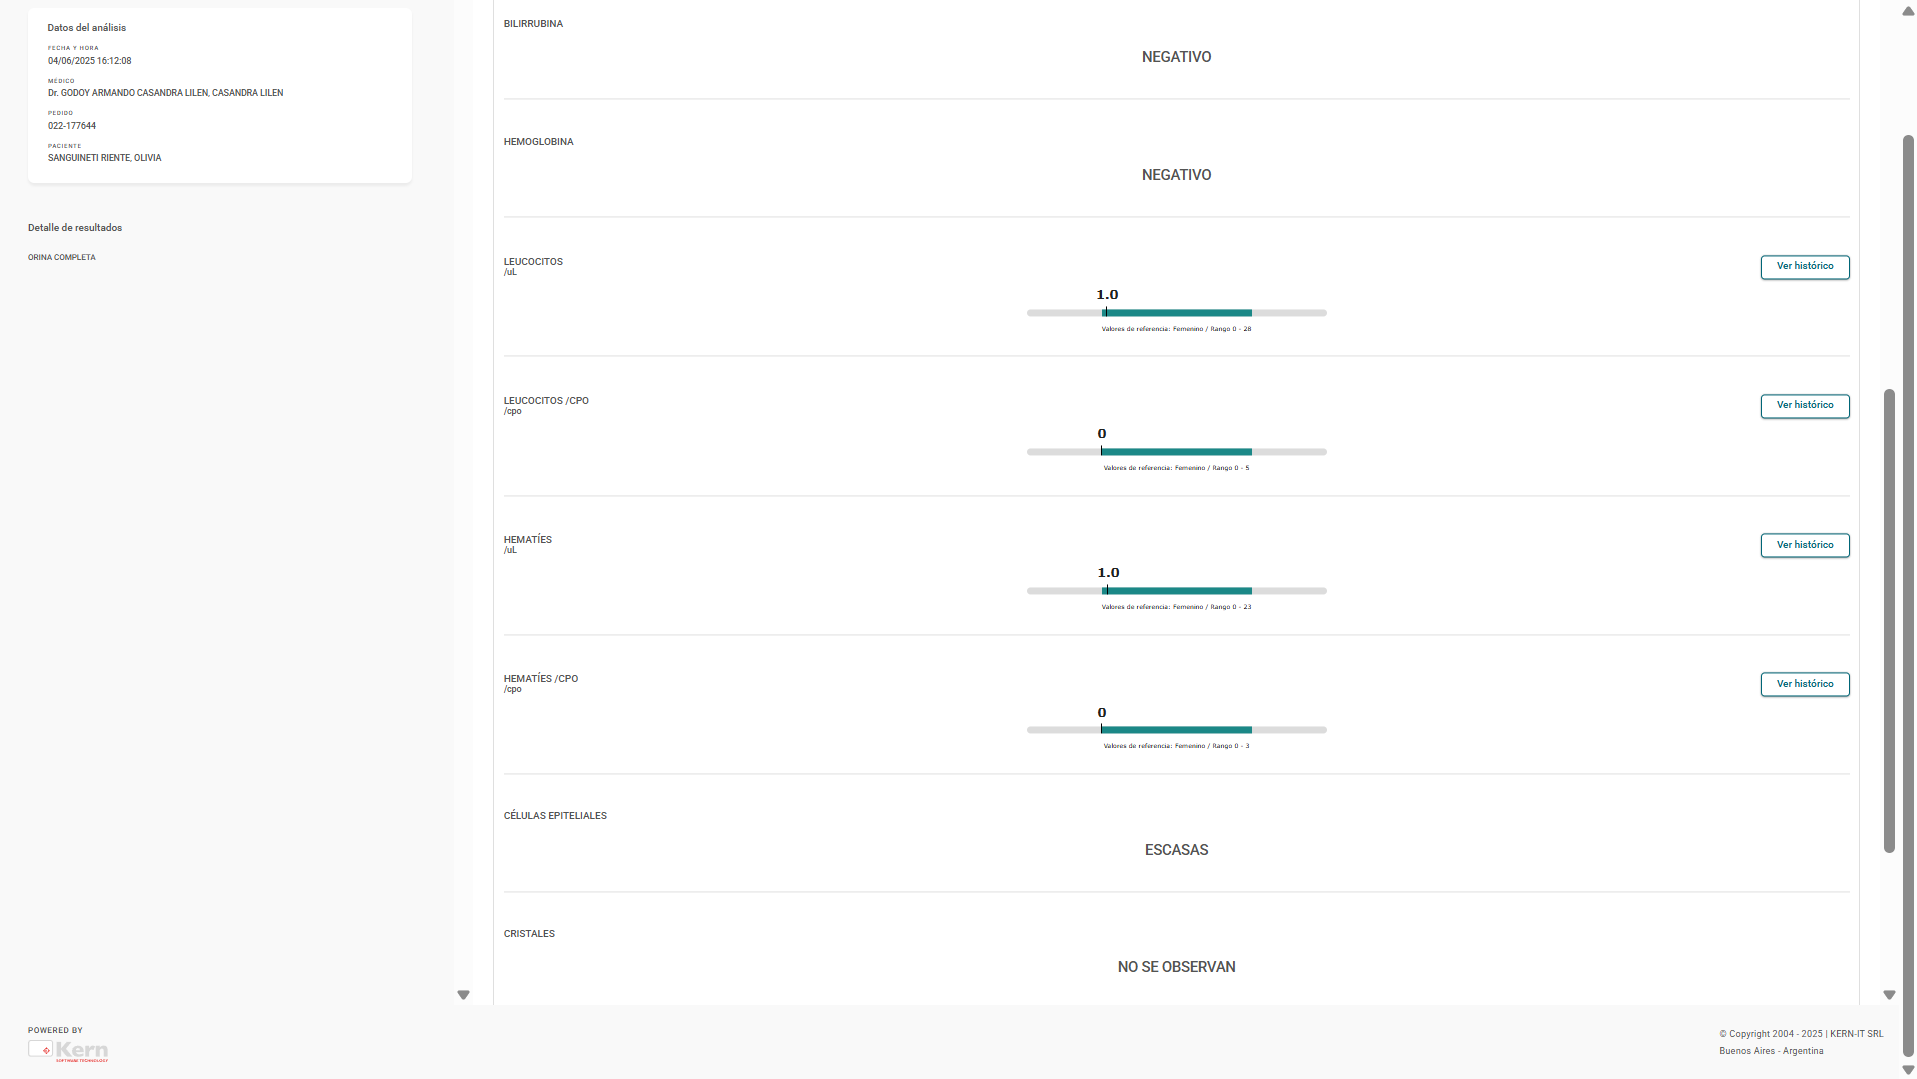 Datos del análisis
FECHA Y HORA
04/06/2025 16:12:08
MÉDICO
Dr. GODOY ARMANDO CASANDRA LILEN, CASANDRA LILEN
PEDIDO
022-177644
PACIENTE
SANGUINETI RIENTE, OLIVIA
Detalle de resultados
ORINA COMPLETA
BILIRRUBINA
NEGATIVO
HEMOGLOBINA
NEGATIVO
LEUCOCITOS
/uL
Ver histórico
1.0
Valores de referencia: Femenino / Rango 0 - 28
LEUCOCITOS /CPO
/cpo
Ver histórico
0
Valores de referencia: Femenino / Rango 0 - 5
HEMATÍES
/uL
Ver histórico
1.0
Valores de referencia: Femenino / Rango 0 - 23
HEMATÍES /CPO
/cpo
Ver histórico
0
Valores de referencia: Femenino / Rango 0 - 3
CÉLULAS EPITELIALES
ESCASAS
CRISTALES
NO SE OBSERVAN
POWERED BY
Kern
SOFTWARE TECHNOLOGY
© Copyright 2004 - 2025 | KERN-IT SRL
Buenos Aires - Argentina